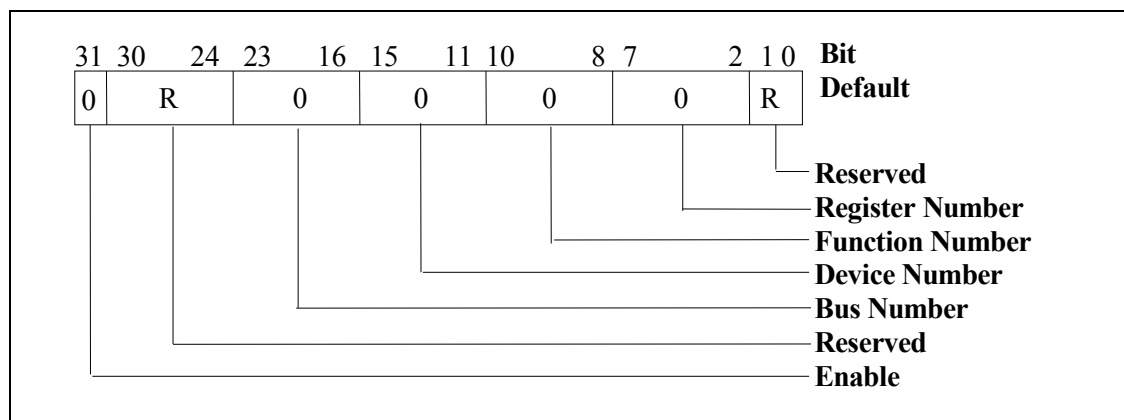 31 30 24 23 16 15 11 10 8 7 2 1 0 Bit
0 R 0 0 0 0 R Default
Reserved
Register Number
Function Number
Device Number
Bus Number
Reserved
Enable